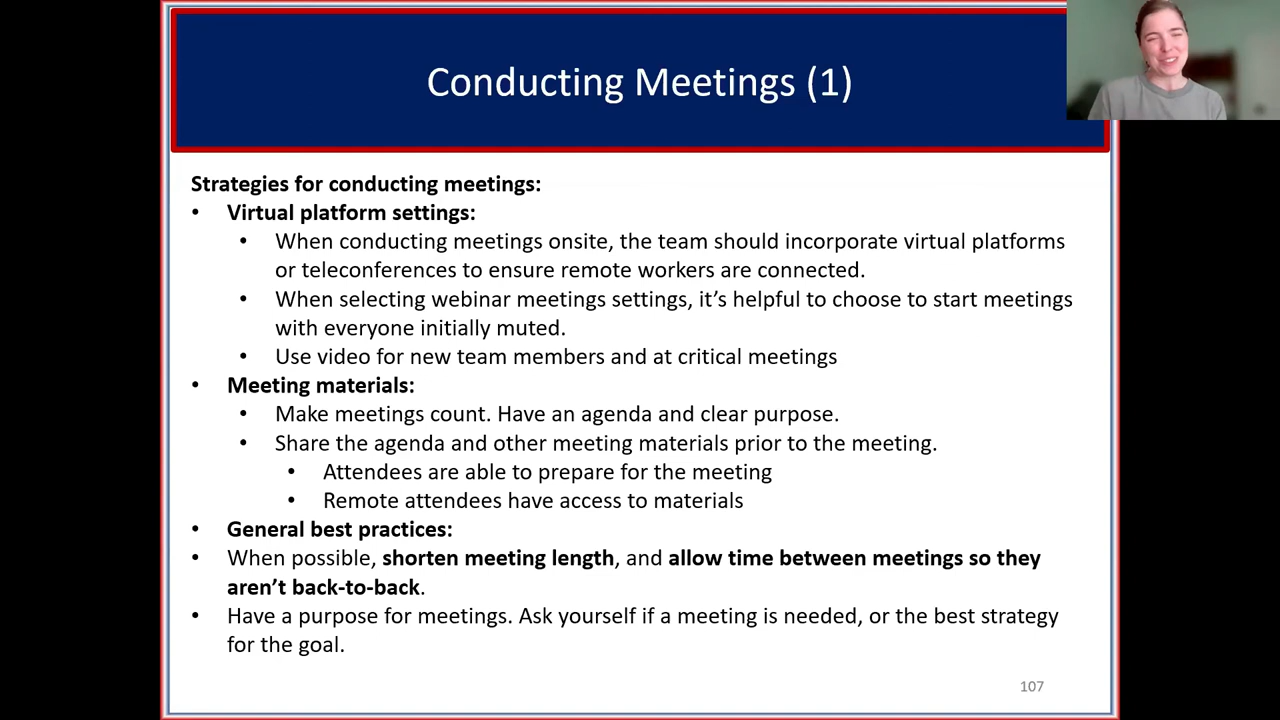 Conducting Meetings (1)
Strategies for conducting meetings:
• Virtual platform settings:
• When conducting meetings onsite, the team should incorporate virtual platforms
or teleconferences to ensure remote workers are connected.
• When selecting webinar meetings settings, it’s helpful to choose to start meetings
with everyone initially muted.
• Use video for new team members and at critical meetings
• Meeting materials:
• Make meetings count. Have an agenda and clear purpose.
• Share the agenda and other meeting materials prior to the meeting.
• Attendees are able to prepare for the meeting
• Remote attendees have access to materials
• General best practices:
• When possible, shorten meeting length, and allow time between meetings so they
aren’t back-to-back.
• Have a purpose for meetings. Ask yourself if a meeting is needed, or the best strategy
for the goal.
107